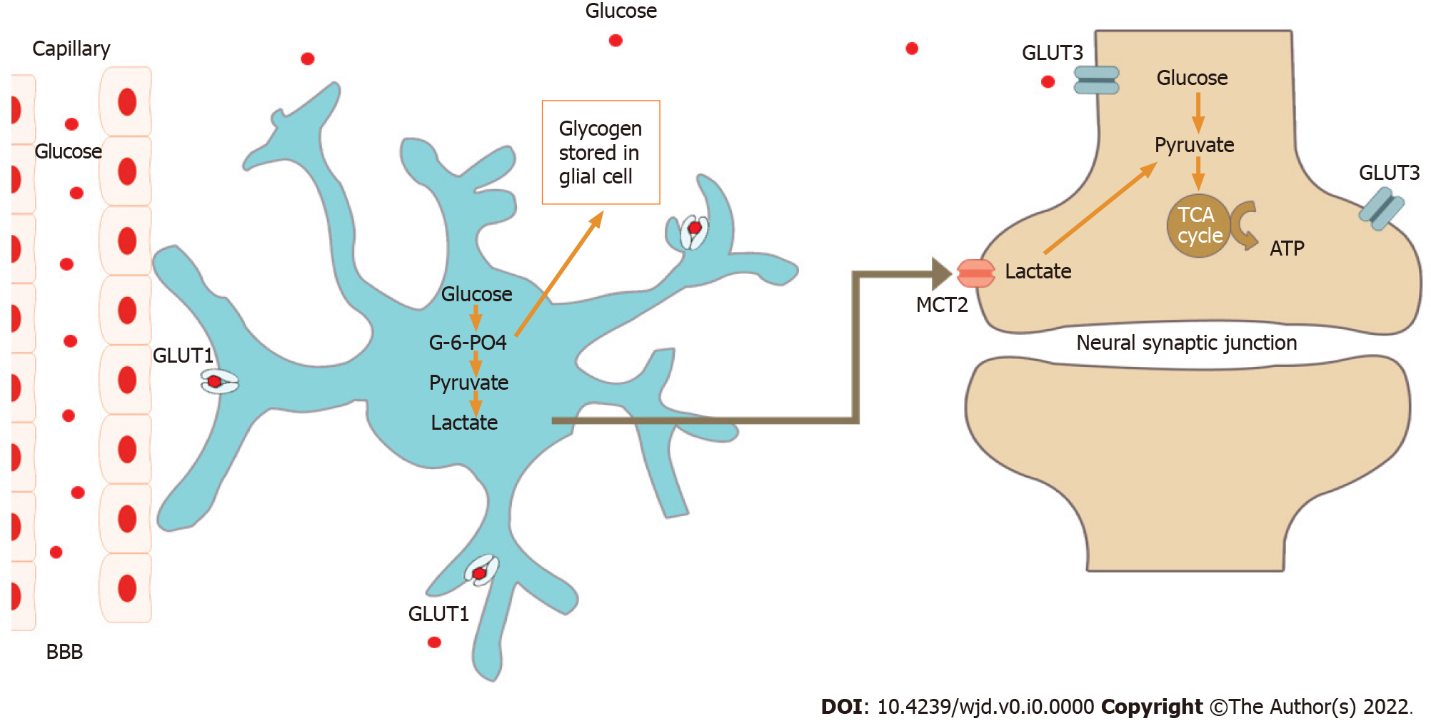 Glucose
Capillary
GLUT3
Glucose
Glycogen
stored in
glial cell
Glucose
Pyruvate
GLUT3
TCA
cycle
ATP
Lactate
MCT2
Glucose
G-6-PO4
Neural synaptic junction
GLUT1
Pyruvate
Lactate
GLUT1
BBB
DOI: 10.4239/wjd.v0.i0.0000 Copyright ©The Author(s) 2022.